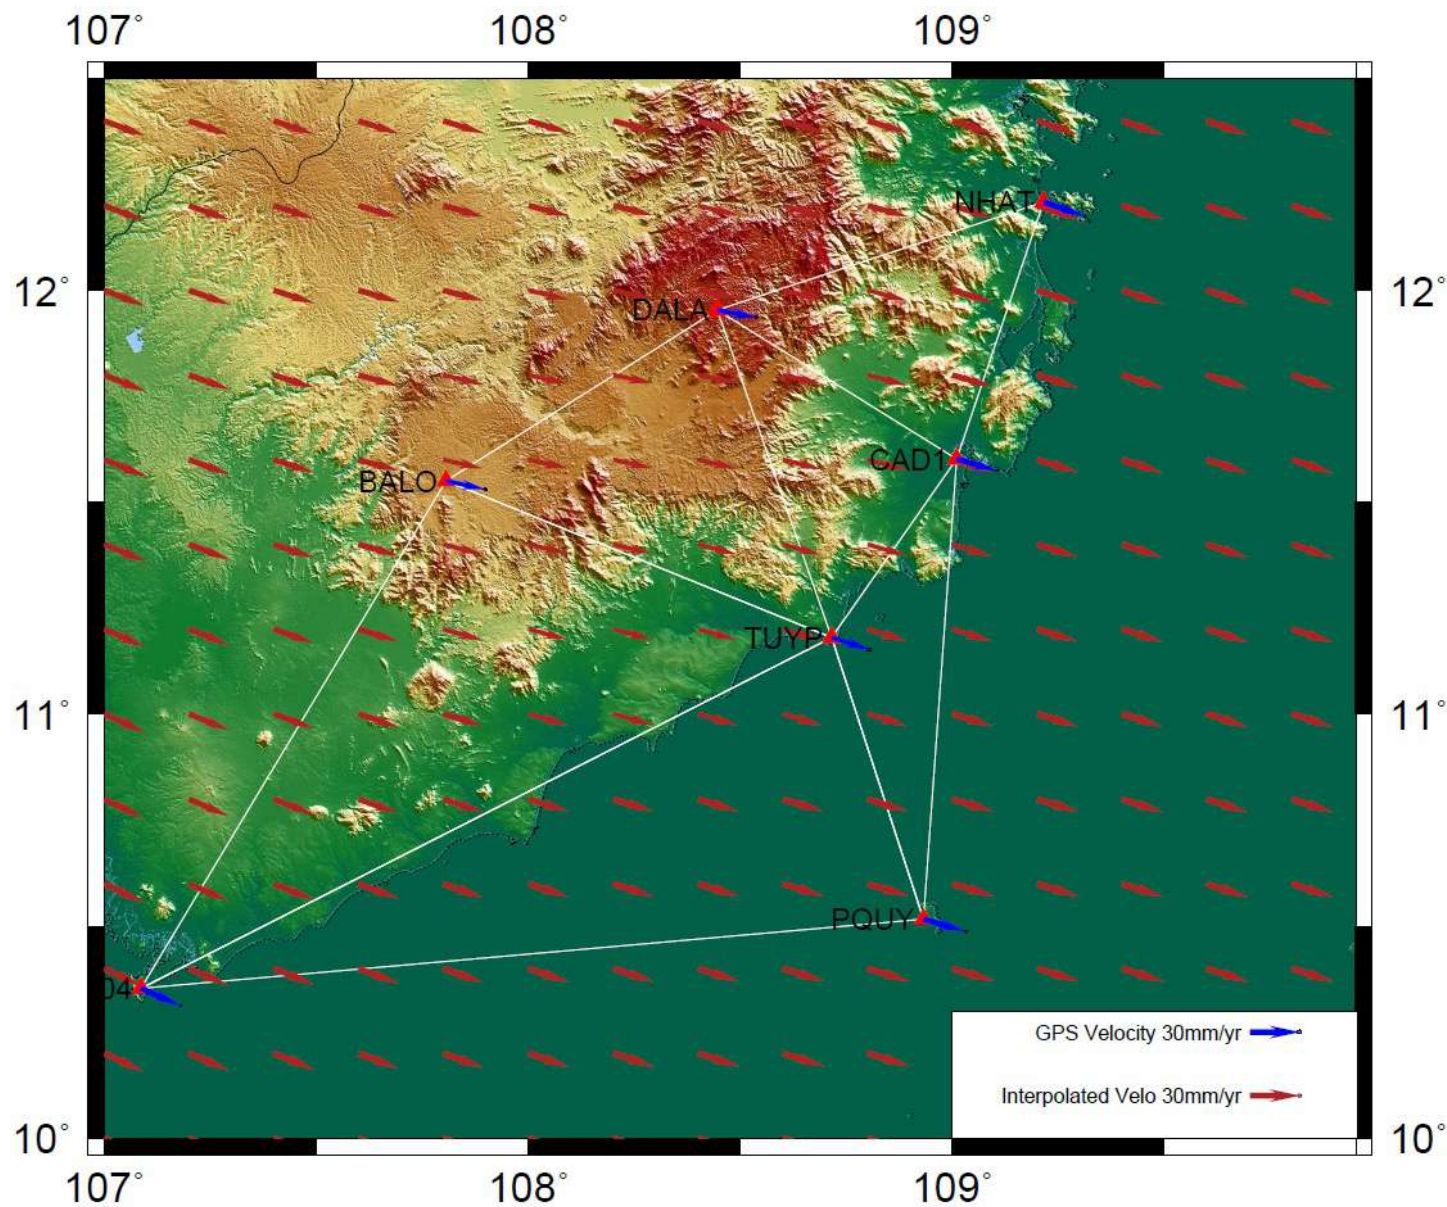 107° 108° 109°
NHAT
12° 12°
DALA
CAD1
BALO
TUYP
11° 11°
PQUY
04
GPS Velocity 30mm/yr
Interpolated Velo 30mm/yr
10° 10°
107° 108° 109°